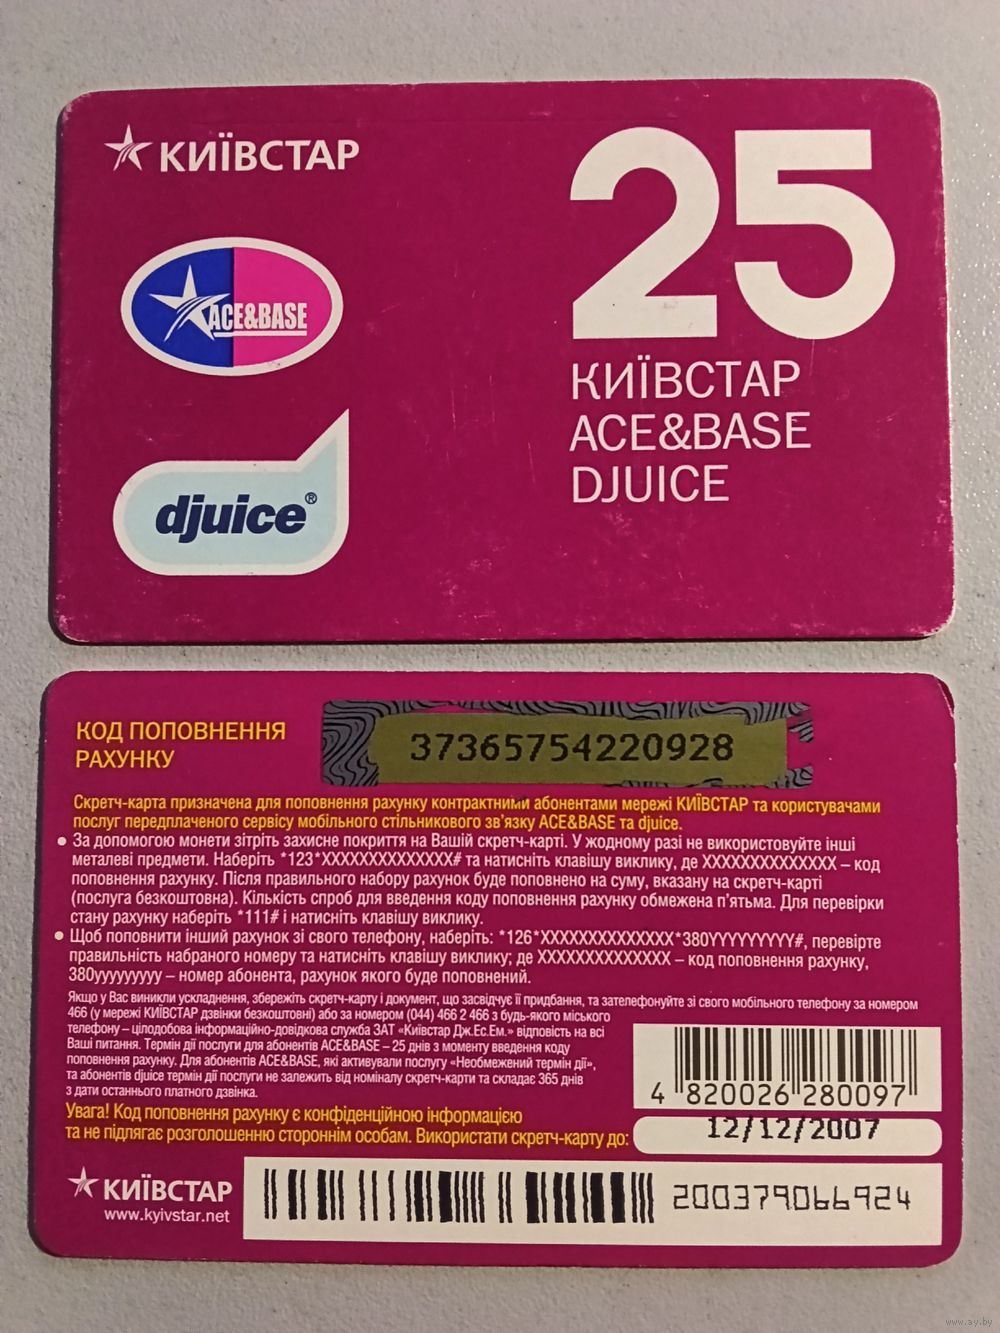 КИЇВСТАР
25
ACE&BASE
КИЇВСТАР
ACE&BASE
DJUICE
djuice®
КОД ПОПОВНЕННЯ
РАХУНКУ
37365754220928
Скретч-карта призначена для поповнення рахунку контрактними абонентами мережі КИЇВСТАР та користувачами
послуг передплаченого сервісу мобільного стільникового зв'язку ACE&BASE та djuice.
• За допомогою монети зітріть захисне покриття на Вашій скретч-карті. У жодному разі не використовуйте інші
металеві предмети. Наберіть *123*XXXXXXXXXXXXXX# та натисніть клавішу виклику, де XXXXXXXXXXXXXX – код
поповнення рахунку. Після правильного набору рахунок буде поповнено на суму, вказану на скретч-карті
(послуга безкоштовна). Кількість спроб для введення коду поповнення рахунку обмежена п'ятьма. Для перевірки
стану рахунку наберіть *111# і натисніть клавішу виклику.
• Щоб поповнити інший рахунок зі свого телефону, наберіть: *126*XXXXXXXXXXXXXX*380YYYYYYYYY#, перевірте
правильність набраного номеру та натисніть клавішу виклику; де XXXXXXXXXXXXXX – код поповнення рахунку,
380yyyyyyyyy – номер абонента, рахунок якого буде поповнений.
Якщо у Вас виникли ускладнення, збережіть скретч-карту і документ, що засвідчує її придбання, та зателефонуйте зі свого мобільного телефону за номером
466 (у мережі КИЇВСТАР дзвінки безкоштовні) або за номером (044) 466 2 466 з будь-якого міського
телефону – цілодобова інформаційно-довідкова служба ЗАТ «Київстар Дж.Ес.Ем.» відповість на всі
Ваші питання. Термін дії послуги для абонентів ACE&BASE – 25 днів з моменту введення коду
поповнення рахунку. Для абонентів ACE&BASE, які активували послугу «Необмежений термін дії»,
та абонентів djuice термін дії послуги не залежить від номіналу скретч-карти та складає 365 днів
з дати останнього платного дзвінка.
4 820026 280097
Увага! Код поповнення рахунку є конфіденційною інформацією
та не підлягає розголошенню стороннім особам. Використати скретч-карту до:
12/12/2007
КИЇВСТАР
www.kyivstar.net
200379066924
www.ay.by